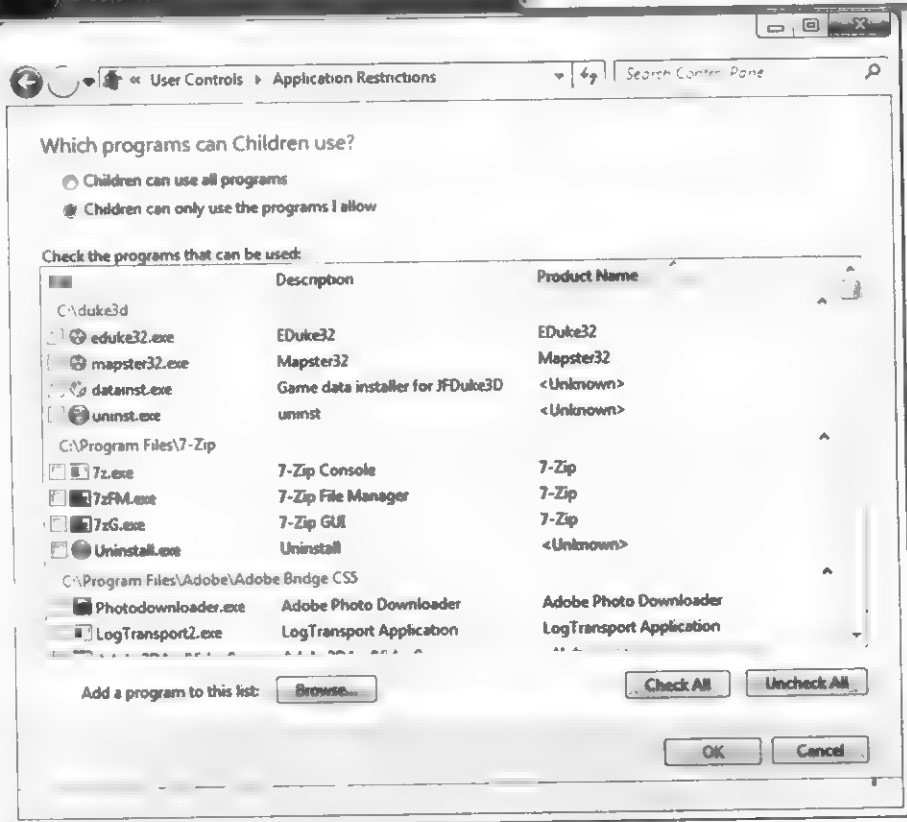 « User Controls ▸ Application Restrictions Search Control Panel
Which programs can Children use?
Children can use all programs
Children can only use the programs I allow
Check the programs that can be used:
Description Product Name
C:\duke3d
eduke32.exe EDuke32 EDuke32
mapster32.exe Mapster32 Mapster32
datainst.exe Game data installer for JFDuke3D <Unknown>
uninst.exe uninst <Unknown>
C:\Program Files\7-Zip
7z.exe 7-Zip Console 7-Zip
7zFM.exe 7-Zip File Manager 7-Zip
7zG.exe 7-Zip GUI 7-Zip
Uninstall.exe Uninstall <Unknown>
C:\Program Files\Adobe\Adobe Bridge CS5
Photodownloader.exe Adobe Photo Downloader Adobe Photo Downloader
LogTransport2.exe LogTransport Application LogTransport Application
Add a program to this list: Browse... Check All Uncheck All
OK Cancel